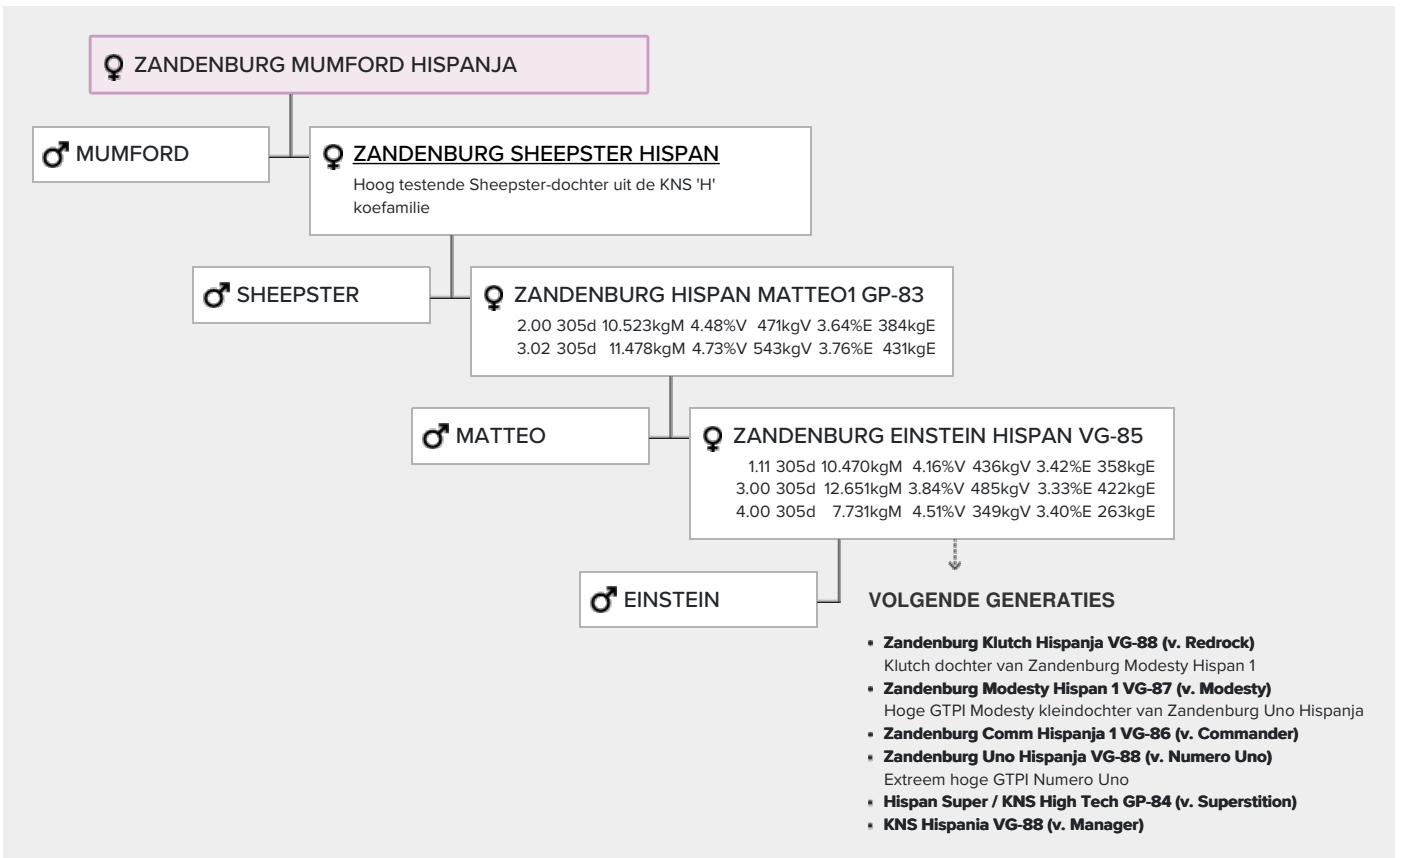 ZANDENBURG MUMFORD HISPANJA
MUMFORD
ZANDENBURG SHEEPSTER HISPAN
Hoog testende Sheepster-dochter uit de KNS 'H'
koefamilie
SHEEPSTER
ZANDENBURG HISPAN MATTEO1 GP-83
2.00 305d 10.523kgM 4.48%V 471kgV 3.64%E 384kgE
3.02 305d 11.478kgM 4.73%V 543kgV 3.76%E 431kgE
MATTEO
ZANDENBURG EINSTEIN HISPAN VG-85
1.11 305d 10.470kgM 4.16%V 436kgV 3.42%E 358kgE
3.00 305d 12.651kgM 3.84%V 485kgV 3.33%E 422kgE
4.00 305d 7.731kgM 4.51%V 349kgV 3.40%E 263kgE
EINSTEIN
VOLGENDE GENERATIES
• Zandenburg Klutch Hispanja VG-88 (v. Redrock)
Klutch dochter van Zandenburg Modesty Hispan 1
• Zandenburg Modesty Hispan 1 VG-87 (v. Modesty)
Hoge GTPI Modesty kleindochter van Zandenburg Uno Hispanja
• Zandenburg Comm Hispanja 1 VG-86 (v. Commander)
• Zandenburg Uno Hispanja VG-88 (v. Numero Uno)
Extreem hoge GTPI Numero Uno
• Hispan Super / KNS High Tech GP-84 (v. Superstition)
• KNS Hispania VG-88 (v. Manager)